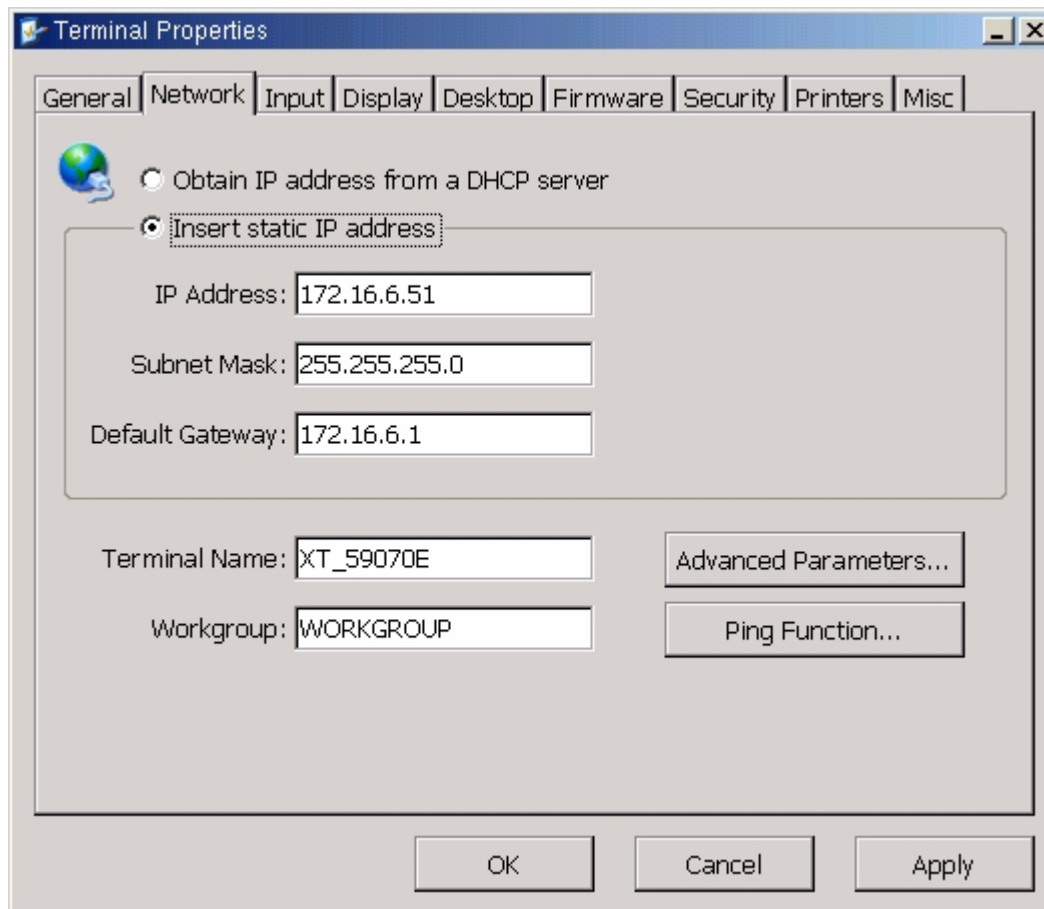 Terminal Properties
General Network Input Display Desktop Firmware Security Printers Misc
Obtain IP address from a DHCP server
Insert static IP address
IP Address: 172.16.6.51
Subnet Mask: 255.255.255.0
Default Gateway: 172.16.6.1
Terminal Name: XT_59070E Advanced Parameters...
Workgroup: WORKGROUP Ping Function...
OK Cancel Apply